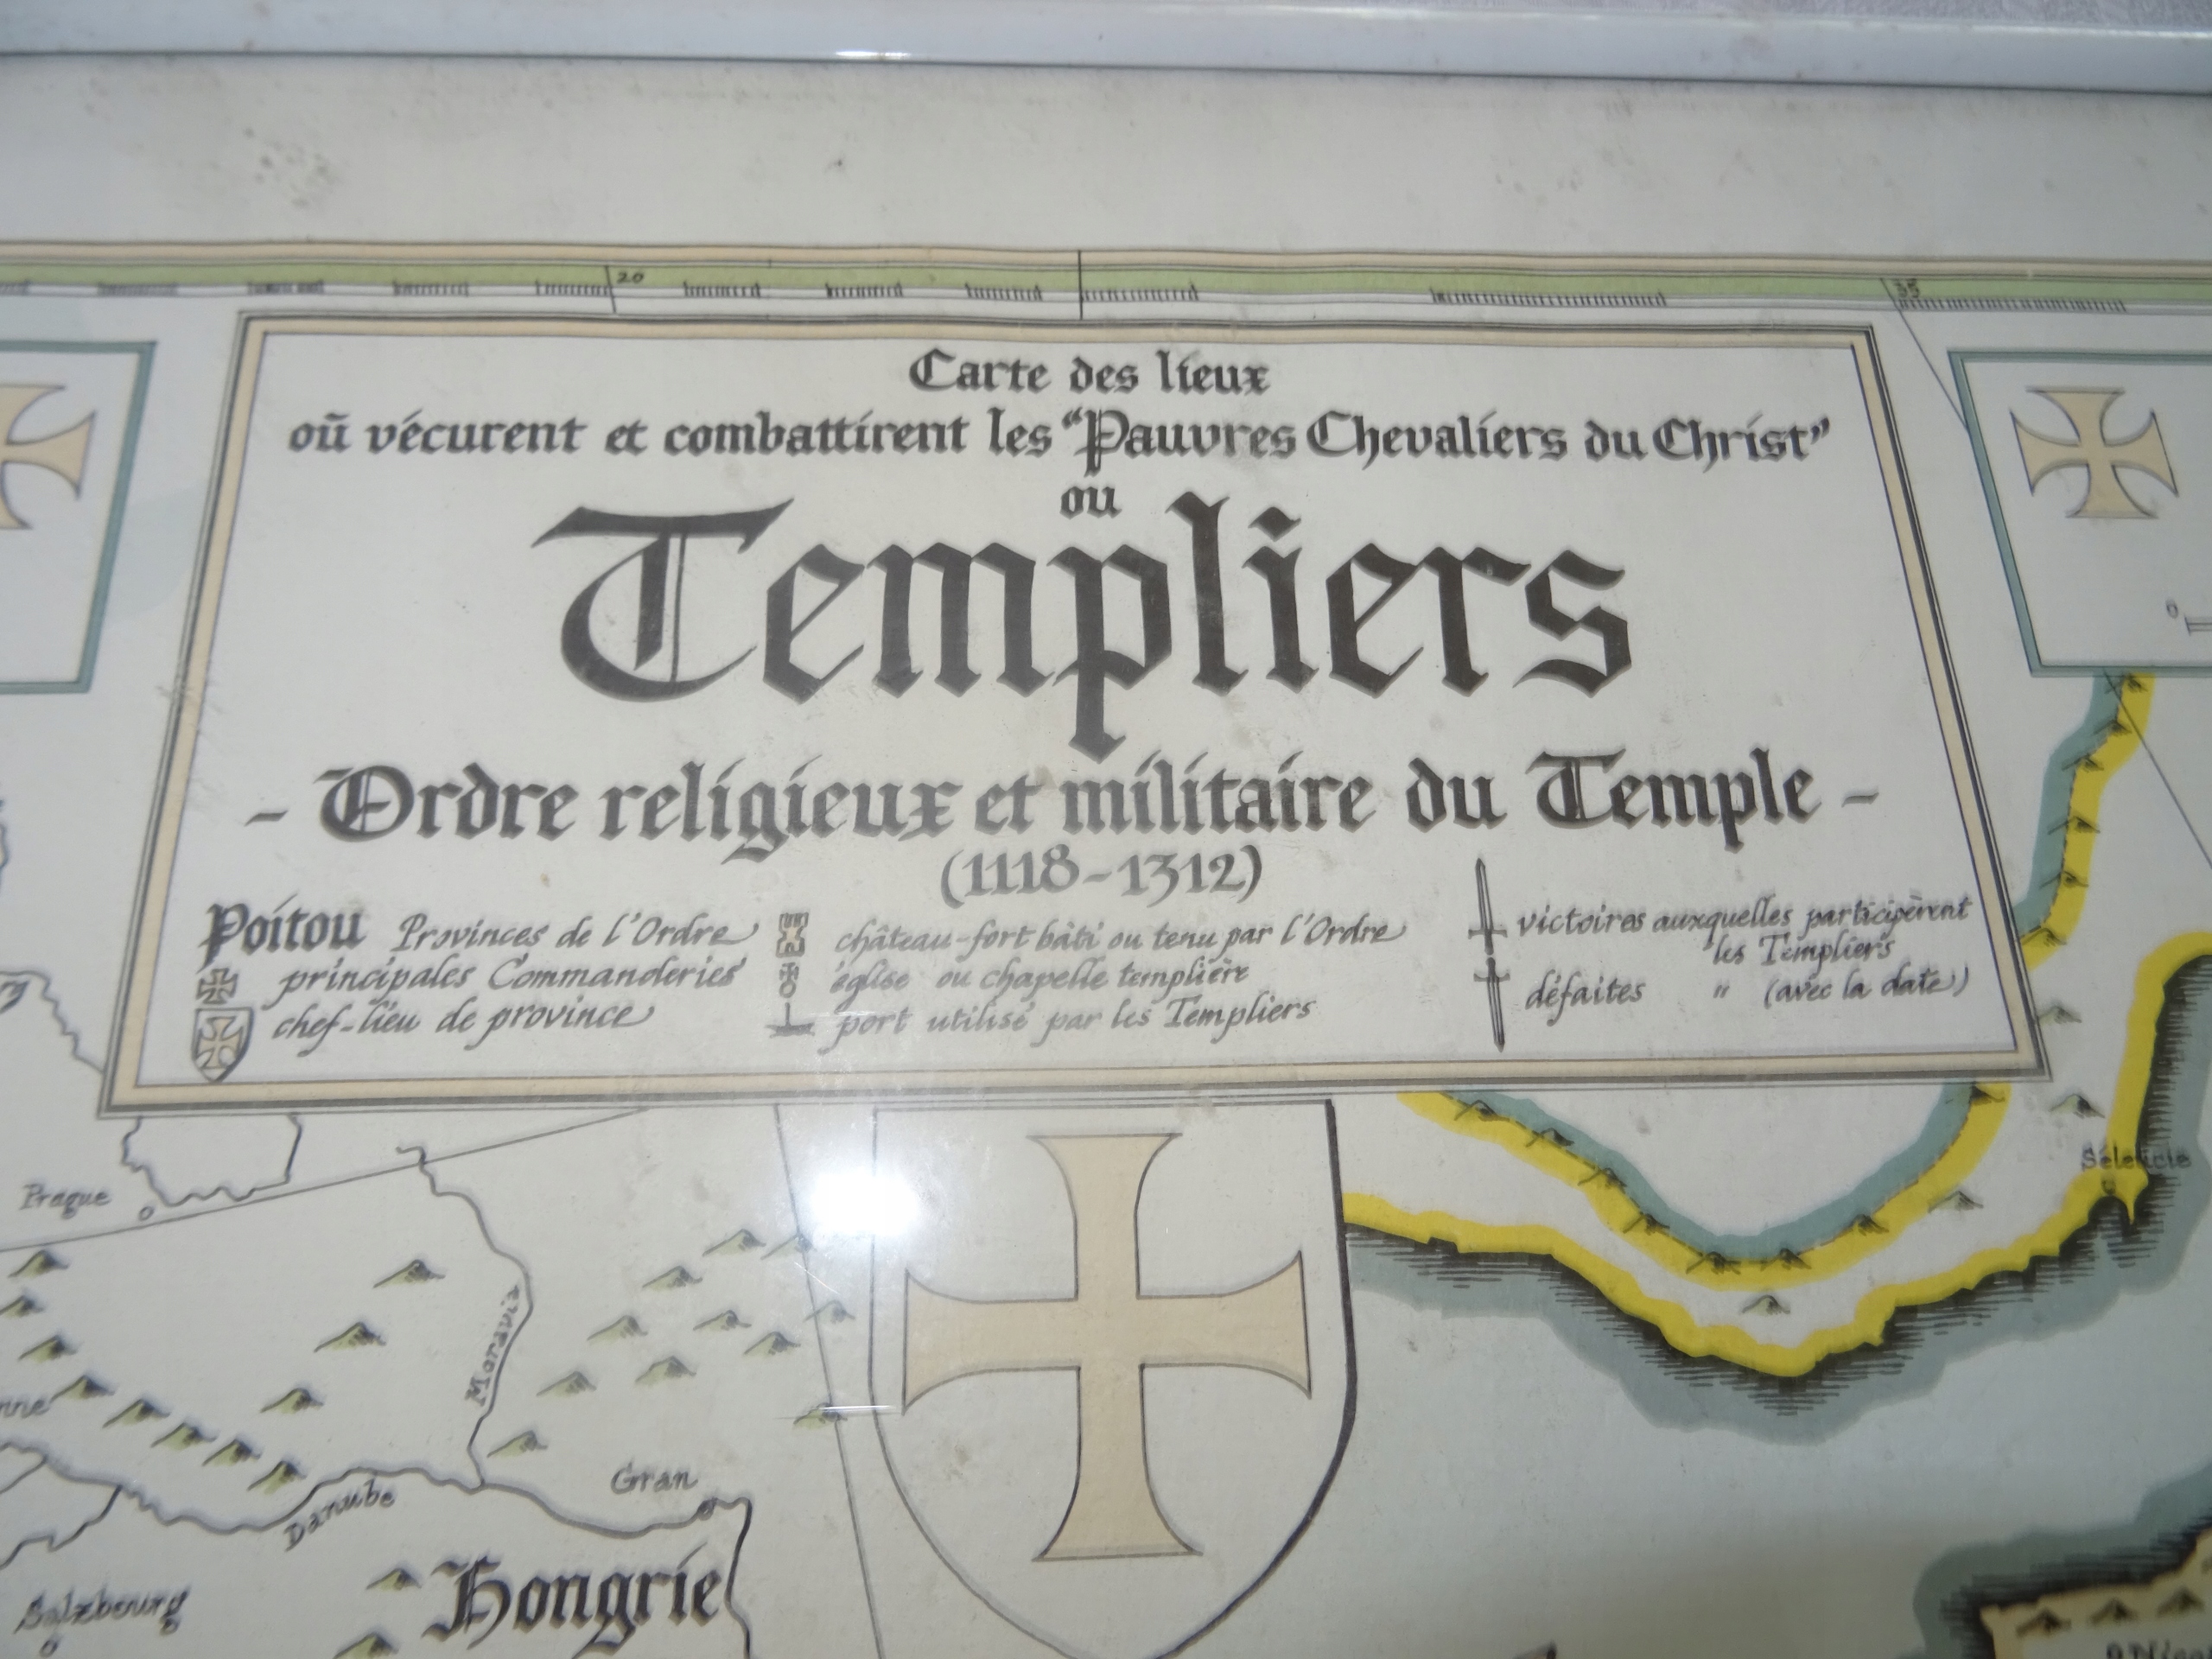 20
35
Carte des lieux
où vécurent et combattirent les "Pauvres Chevaliers du Christ"
ou
Templiers
- Ordre religieux et militaire du Temple -
(1118-1312)
Poitou Provinces de l'Ordre
principales Commanderies
chef-lieu de province
château-fort bâti ou tenu par l'Ordre
église ou chapelle templière
port utilisé par les Templiers
victoires auxquelles participèrent
les Templiers
défaites " (avec la date)
0
Prague
Séleucie
Moravie
Danube
Gran
Salzbourg
Hongrie